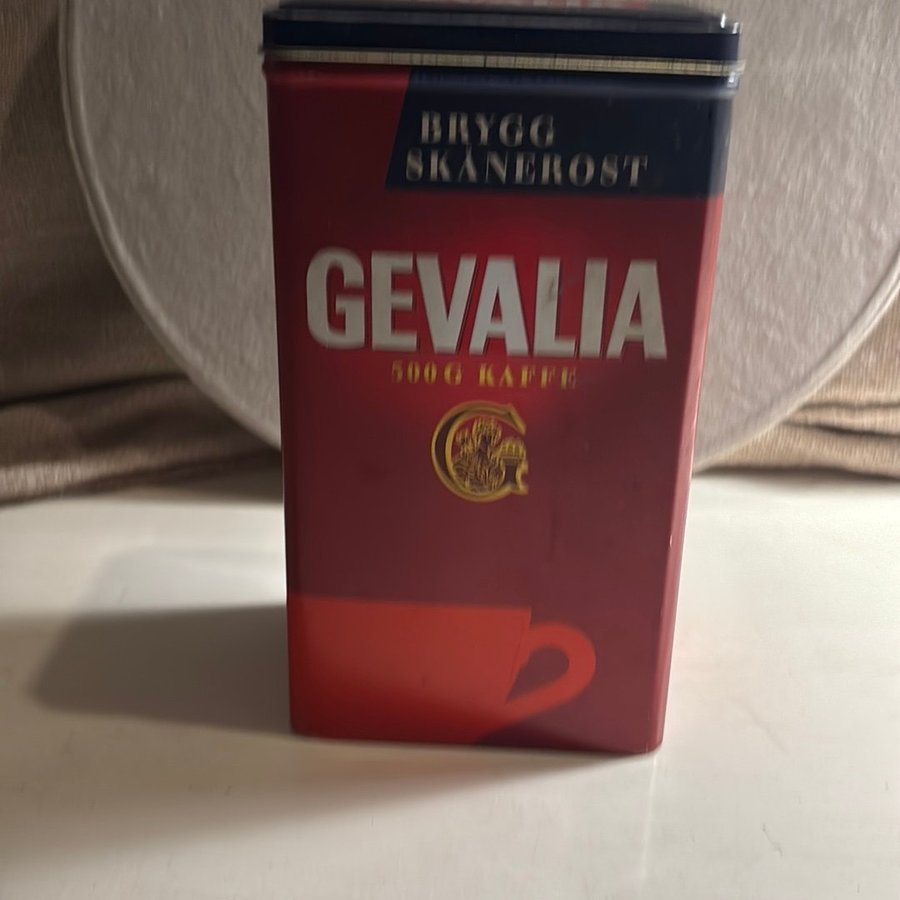 BRYGG
SKÅNEROST
GEVALIA
500G KAFFE
G